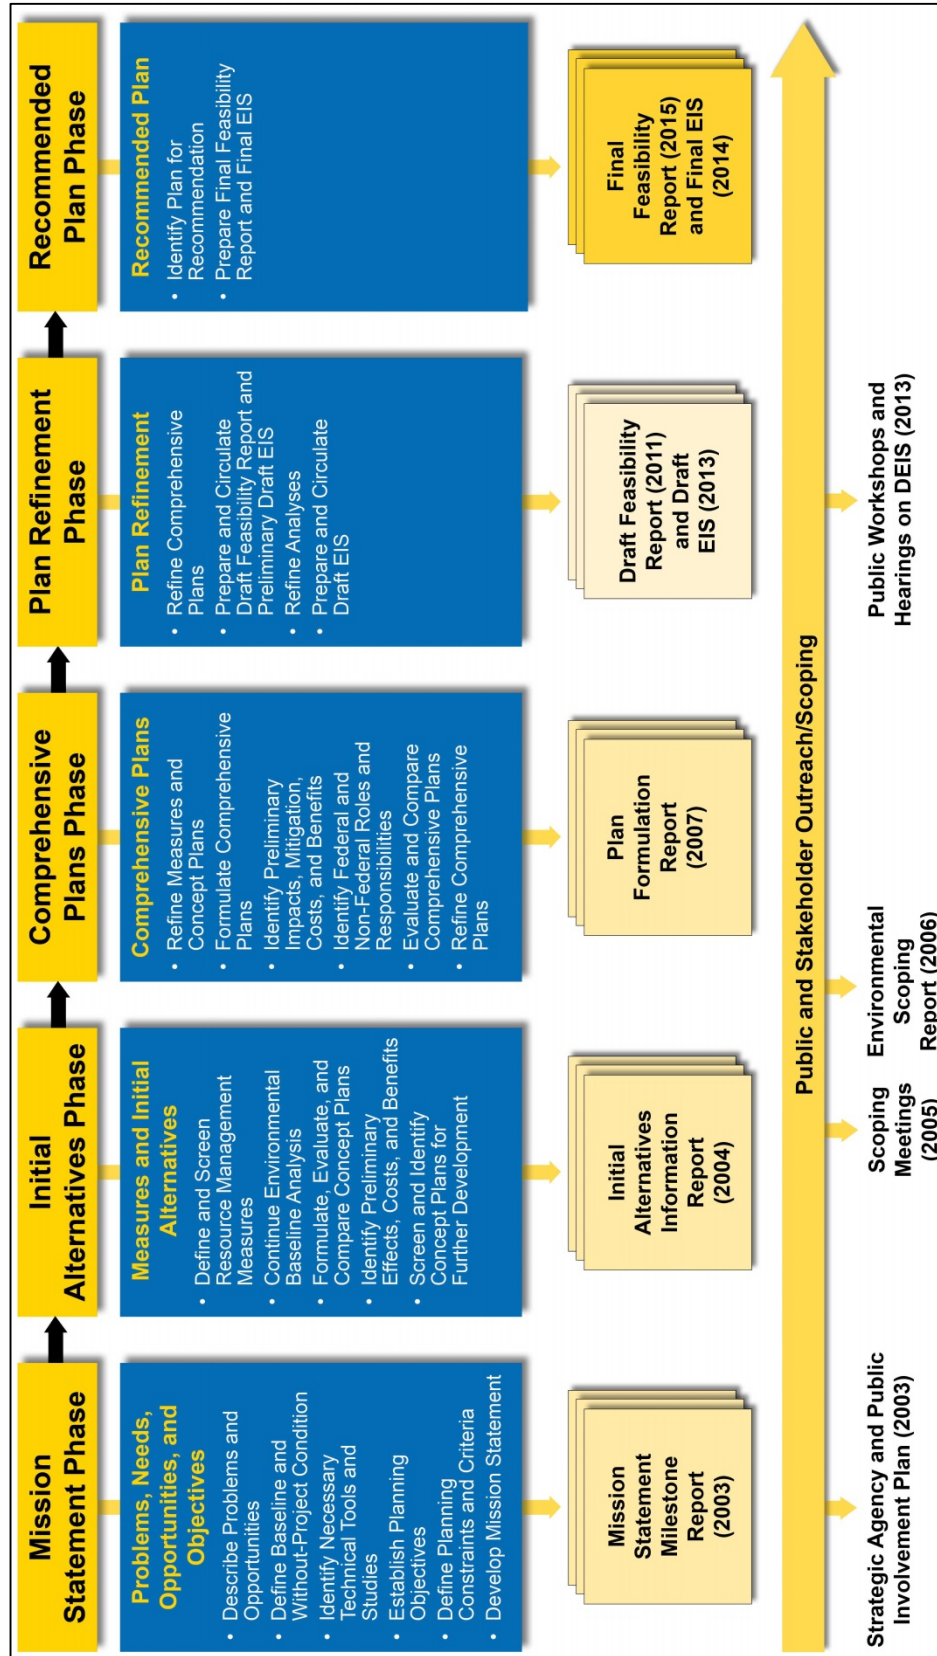 Mission
Statement Phase
Initial
Alternatives Phase
Comprehensive
Plans Phase
Plan Refinement
Phase
Recommended
Plan Phase
Problems, Needs,
Opportunities, and
Objectives
• Describe Problems and
Opportunities
• Define Baseline and
Without-Project Condition
• Identify Necessary
Technical Tools and
Studies
• Establish Planning
Objectives
• Define Planning
Constraints and Criteria
• Develop Mission Statement
Measures and Initial
Alternatives
• Define and Screen
Resource Management
Measures
• Continue Environmental
Baseline Analysis
• Formulate, Evaluate, and
Compare Concept Plans
• Identify Preliminary
Effects, Costs, and Benefits
• Screen and Identify
Concept Plans for
Further Development
Comprehensive Plans
• Refine Measures and
Concept Plans
• Formulate Comprehensive
Plans
• Identify Preliminary
Impacts, Mitigation,
Costs, and Benefits
• Identify Federal and
Non-Federal Roles and
Responsibilities
• Evaluate and Compare
Comprehensive Plans
• Refine Comprehensive
Plans
Plan Refinement
• Refine Comprehensive
Plans
• Prepare and Circulate
Draft Feasibility Report and
Preliminary Draft EIS
• Refine Analyses
• Prepare and Circulate
Draft EIS
Recommended Plan
• Identify Plan for
Recommendation
• Prepare Final Feasibility
Report and Final EIS
Mission
Statement
Milestone
Report
(2003)
Initial
Alternatives
Information
Report
(2004)
Plan
Formulation
Report
(2007)
Draft Feasibility
Report (2011)
and Draft
EIS (2013)
Final
Feasibility
Report (2015)
and Final EIS
(2014)
Public and Stakeholder Outreach/Scoping
Strategic Agency and Public
Involvement Plan (2003)
Scoping
Meetings
(2005)
Environmental
Scoping
Report (2006)
Public Workshops and
Hearings on DEIS (2013)